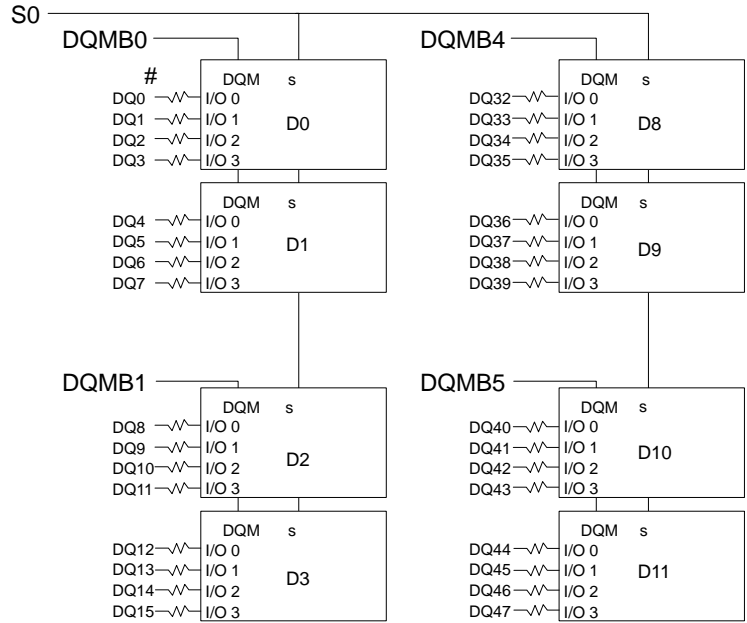 S0
DQMB0
#
DQM s
DQ0 I/O 0
DQ1 I/O 1
D0
DQ2 I/O 2
DQ3 I/O 3
DQM s
DQ4 I/O 0
DQ5 I/O 1
D1
DQ6 I/O 2
DQ7 I/O 3
DQMB1
DQM s
DQ8 I/O 0
DQ9 I/O 1
D2
DQ10 I/O 2
DQ11 I/O 3
DQM s
DQ12 I/O 0
DQ13 I/O 1
D3
DQ14 I/O 2
DQ15 I/O 3
DQMB4
DQM s
DQ32 I/O 0
DQ33 I/O 1
D8
DQ34 I/O 2
DQ35 I/O 3
DQM s
DQ36 I/O 0
DQ37 I/O 1
D9
DQ38 I/O 2
DQ39 I/O 3
DQMB5
DQM s
DQ40 I/O 0
DQ41 I/O 1
D10
DQ42 I/O 2
DQ43 I/O 3
DQM s
DQ44 I/O 0
DQ45 I/O 1
D11
DQ46 I/O 2
DQ47 I/O 3